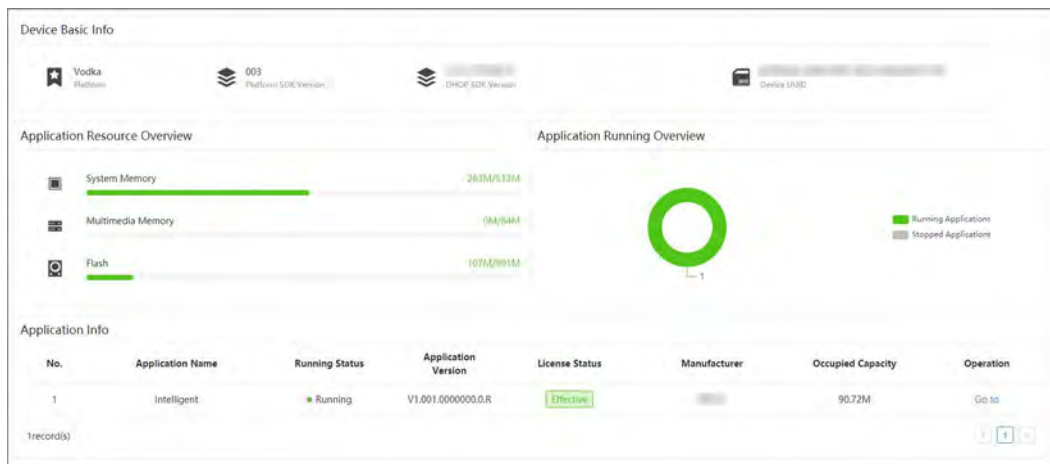 Device Basic Info
Vodka
Platform
003
Platform SDK Version
DHOP SDK Version
Device UUID
Application Resource Overview
System Memory
Multimedia Memory
0M/64M
Flash
107M/991M
Application Running Overview
Running Applications
Stopped Applications
1
Application Info
No.
Application Name
Running Status
Application
Version
License Status
Manufacturer
Occupied Capacity
Operation
1
Intelligent
Running
V1.001.0000000.0.R
Effective
90.72M
Go to
1record(s)
1